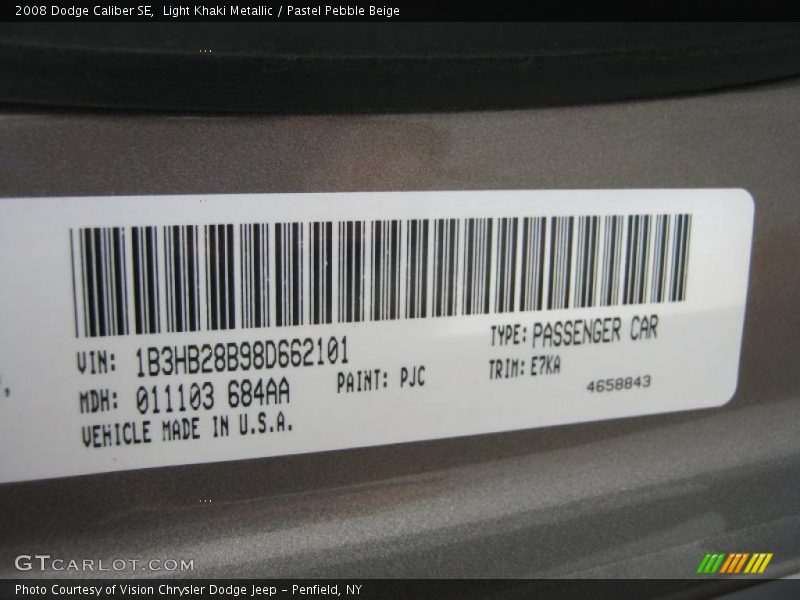 2008 Dodge Caliber SE,  Light Khaki Metallic / Pastel Pebble Beige
VIN: 1B3HB28B98D662101
TYPE: PASSENGER CAR
MDH: 011103 684AA
PAINT: PJC
TRIM: E7KA
4658843
VEHICLE MADE IN U.S.A.
GTCARLOT.COM
Photo Courtesy of Vision Chrysler Dodge Jeep – Penfield, NY